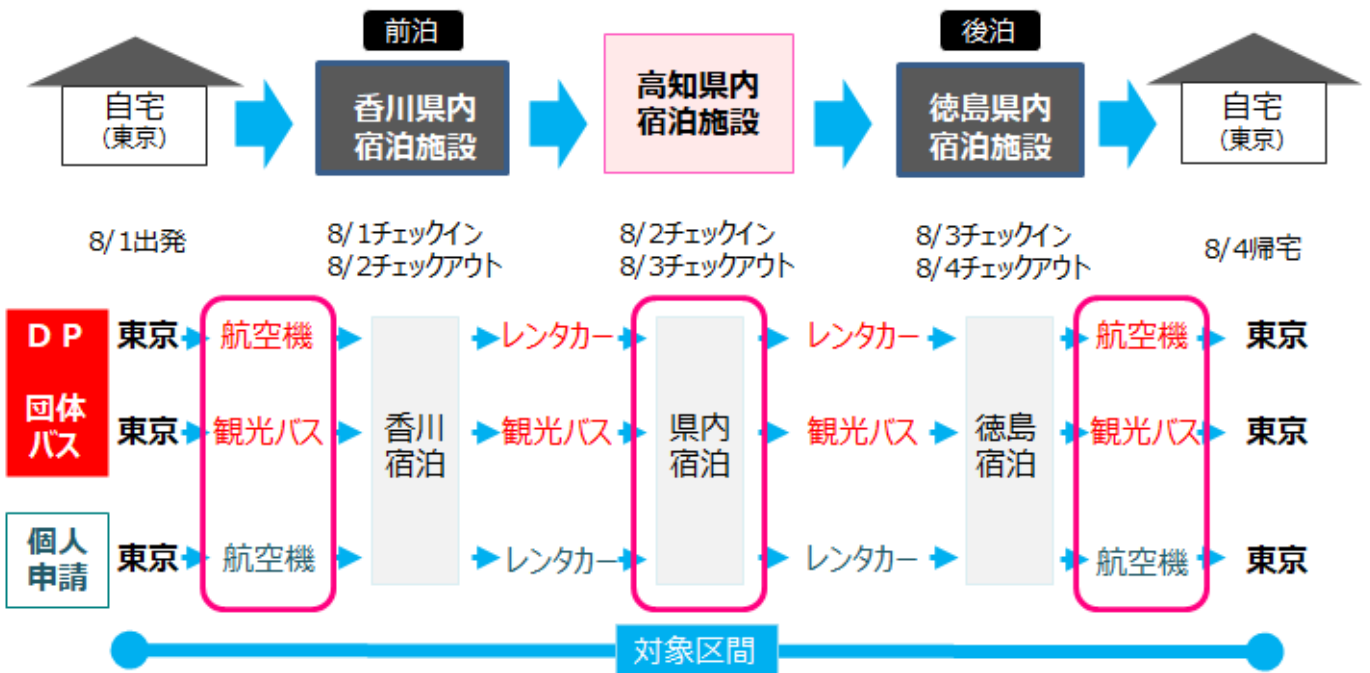 前泊
後泊
自宅
(東京)
香川県内
宿泊施設
高知県内
宿泊施設
徳島県内
宿泊施設
自宅
(東京)
8/1出発
8/1チェックイン
8/2チェックアウト
8/2チェックイン
8/3チェックアウト
8/3チェックイン
8/4チェックアウト
8/4帰宅
ＤＰ
東京
航空機
レンタカー
レンタカー
航空機
東京
団体
バス
東京
観光バス
香川
宿泊
観光バス
県内
宿泊
観光バス
徳島
宿泊
観光バス
東京
個人
申請
東京
航空機
レンタカー
レンタカー
航空機
東京
対象区間